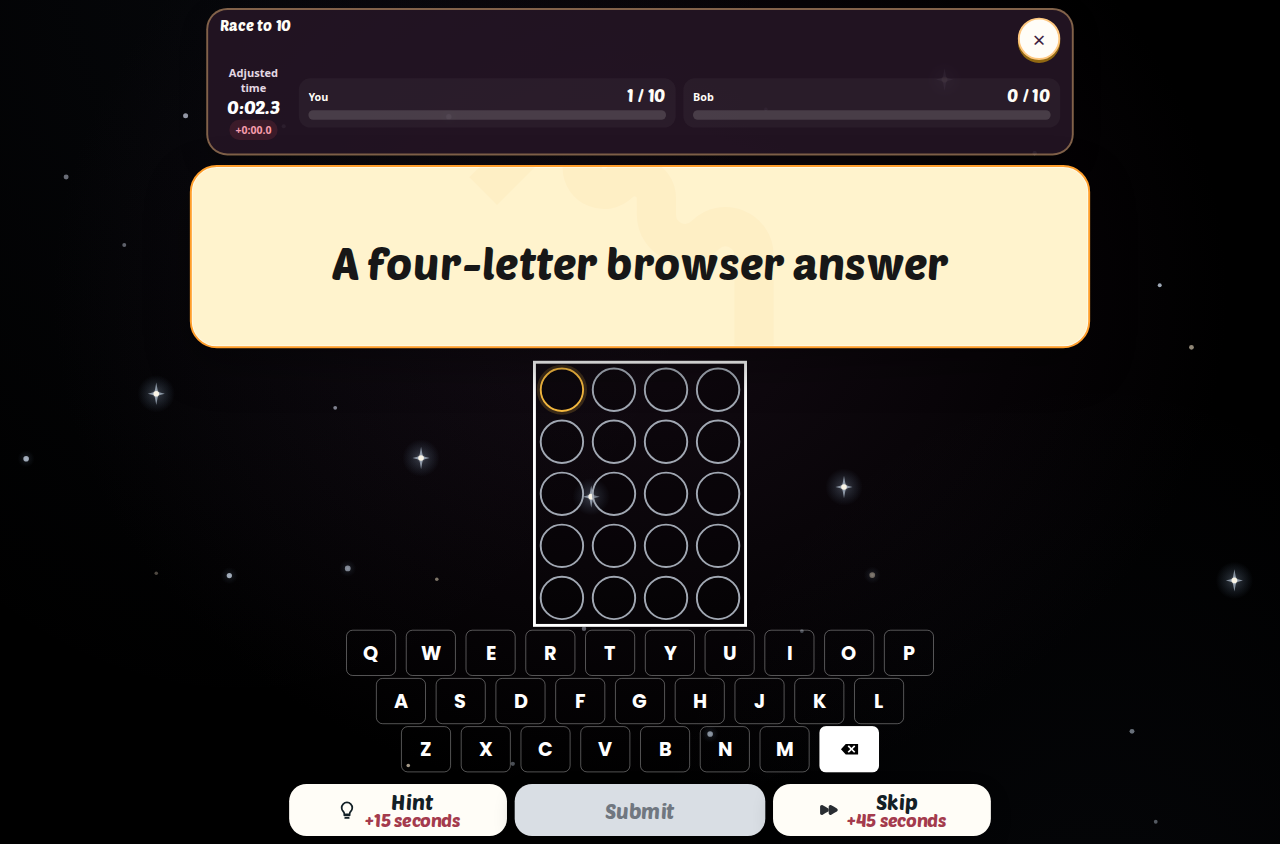 Race to 10
×
Adjusted
time
0:02.3
+0:00.0
You
1 / 10
Bob
0 / 10
A four-letter browser answer
Q W E R T Y U I O P
A S D F G H J K L
Z X C V B N M
Hint
+15 seconds
Submit
Skip
+45 seconds